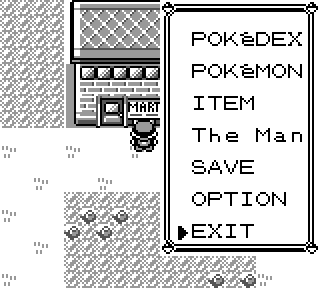 POKéDEX
POKéMON
ITEM
The Man
SAVE
OPTION
EXIT
MART